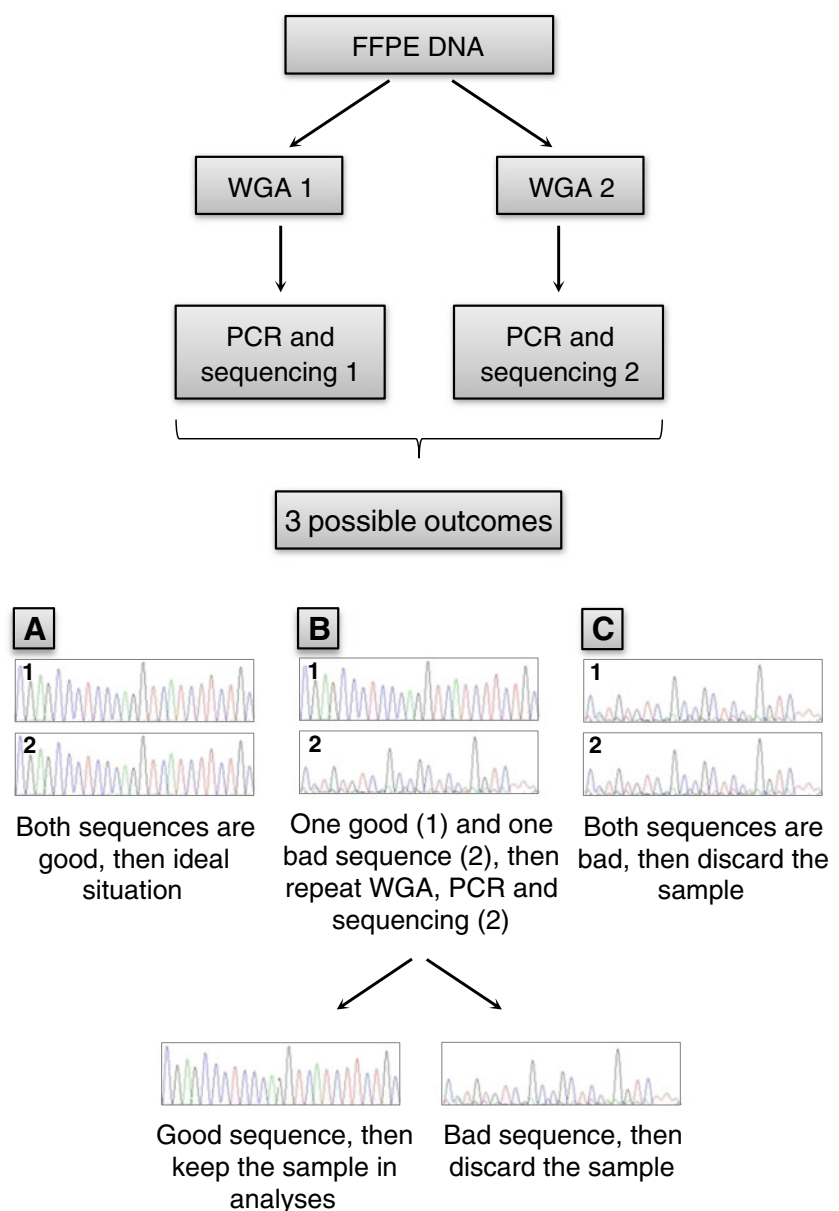 FFPE DNA
WGA 1
WGA 2
PCR and
sequencing 1
PCR and
sequencing 2
3 possible outcomes
A
1
2
Both sequences are
good, then ideal
situation
B
1
2
One good (1) and one
bad sequence (2), then
repeat WGA, PCR and
sequencing (2)
C
1
2
Both sequences are
bad, then discard the
sample
Good sequence, then
keep the sample in
analyses
Bad sequence, then
discard the sample